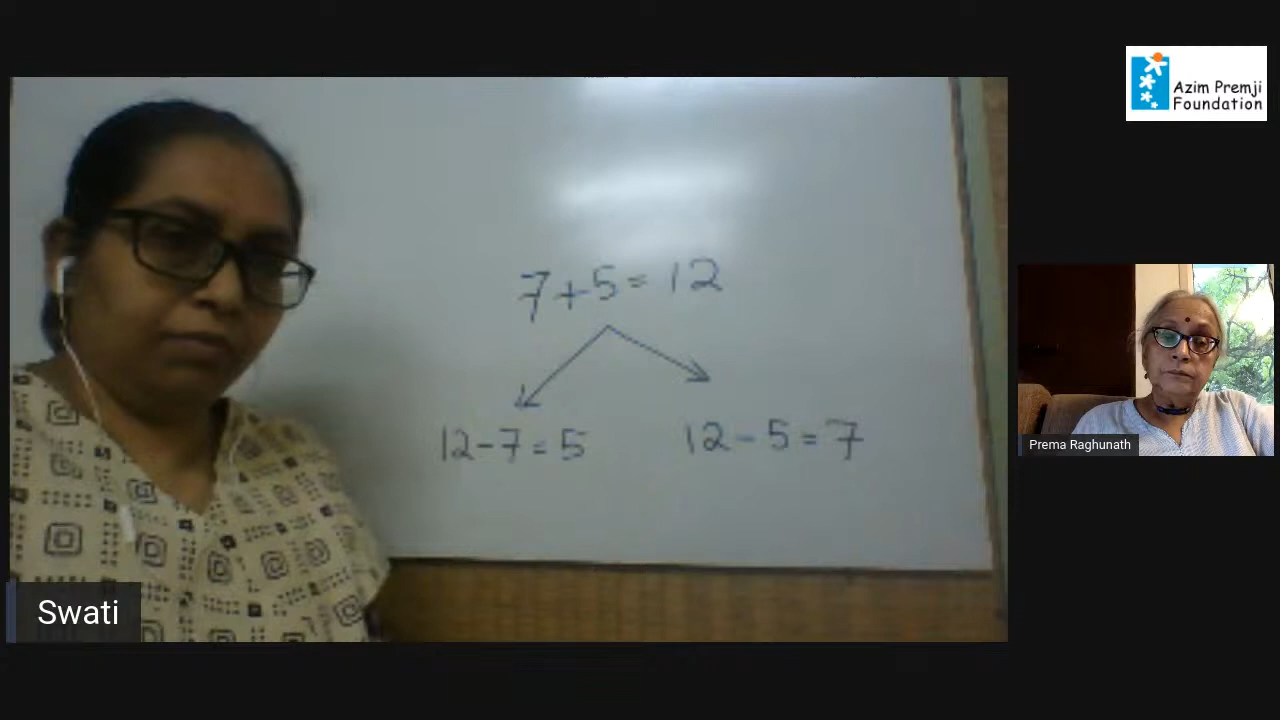 Azim Premji
Foundation
7+5=12
12-7=5
12-5=7
Prema Raghunath
Swati